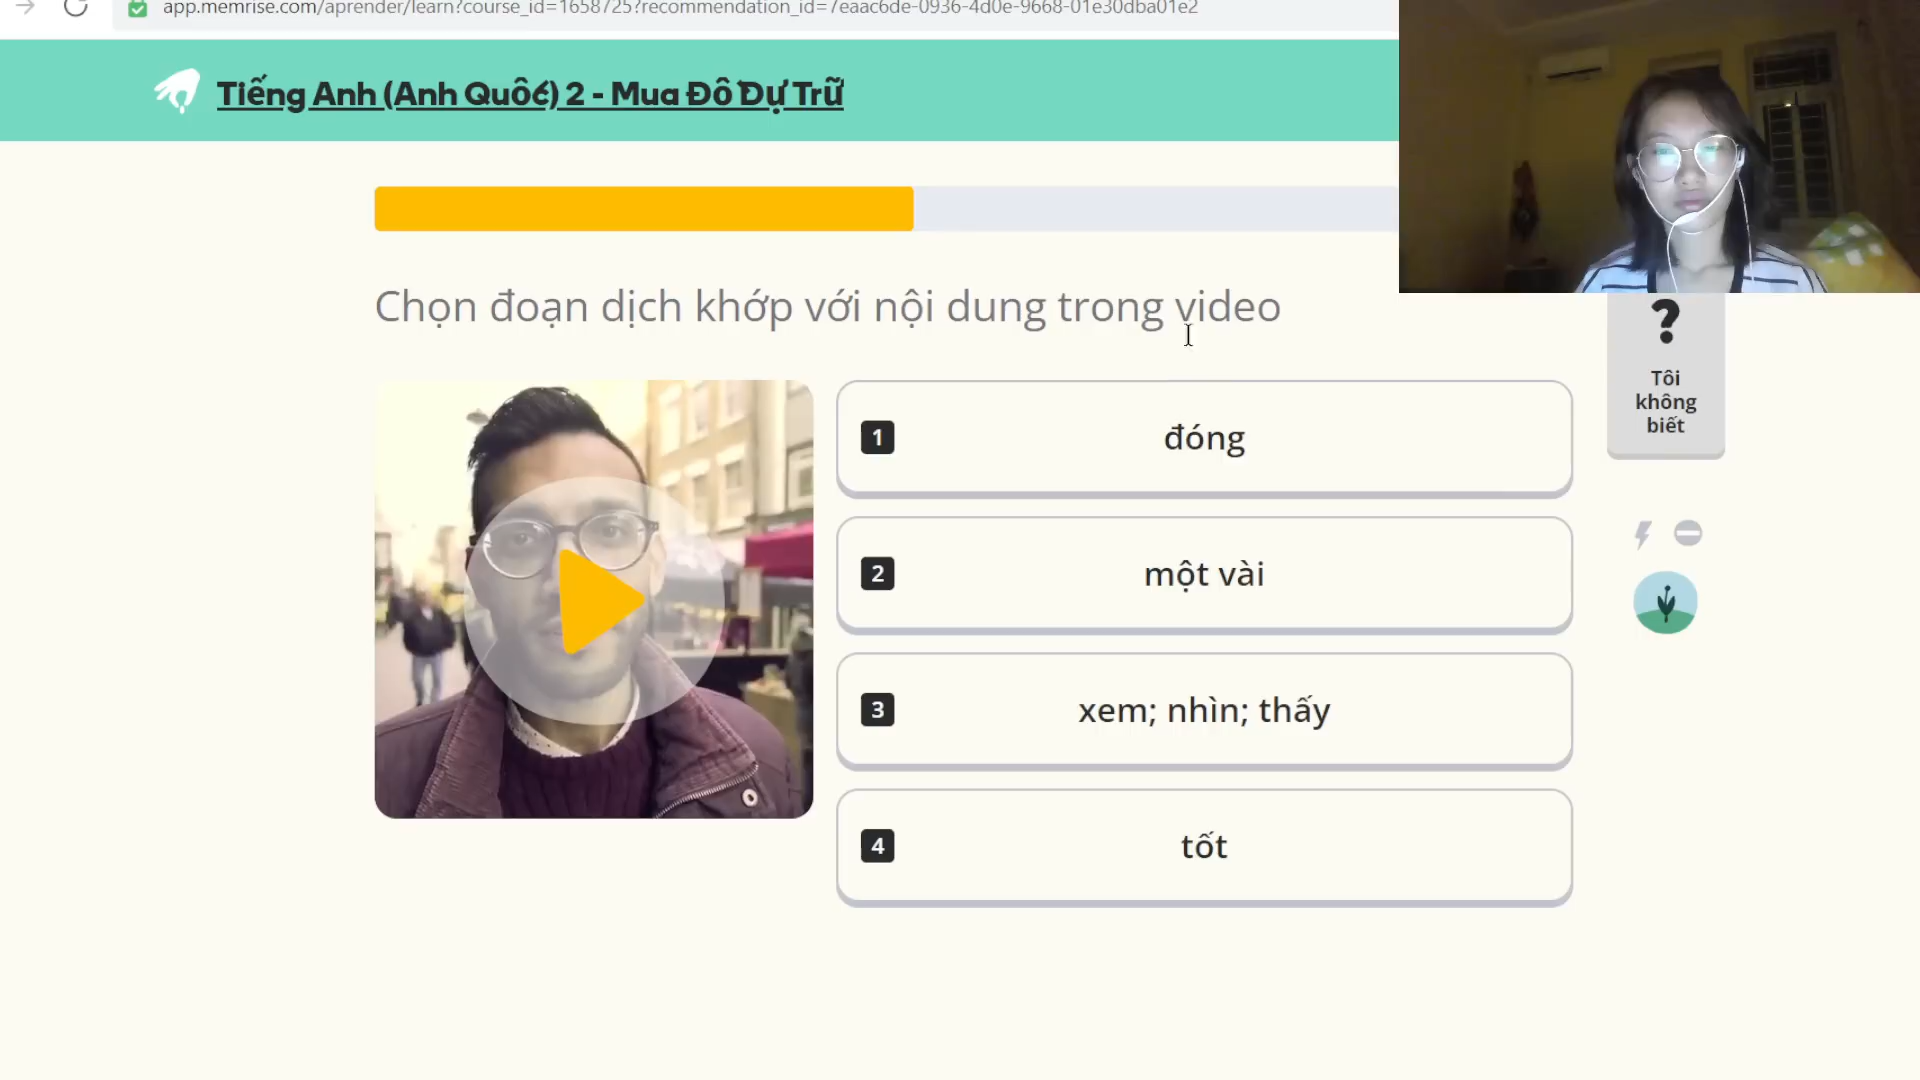 app.memrise.com/aprender/learn?course_id=1658725?recommendation_id=7eaac6de-0936-4d0e-9668-01e30dba01e2
Tiếng Anh (Anh Quốc) 2 - Mua Đồ Dự Trữ
Chọn đoạn dịch khớp với nội dung trong video
?
Tôi
không
biết
1 đóng
2 một vài
3 xem; nhìn; thấy
4 tốt